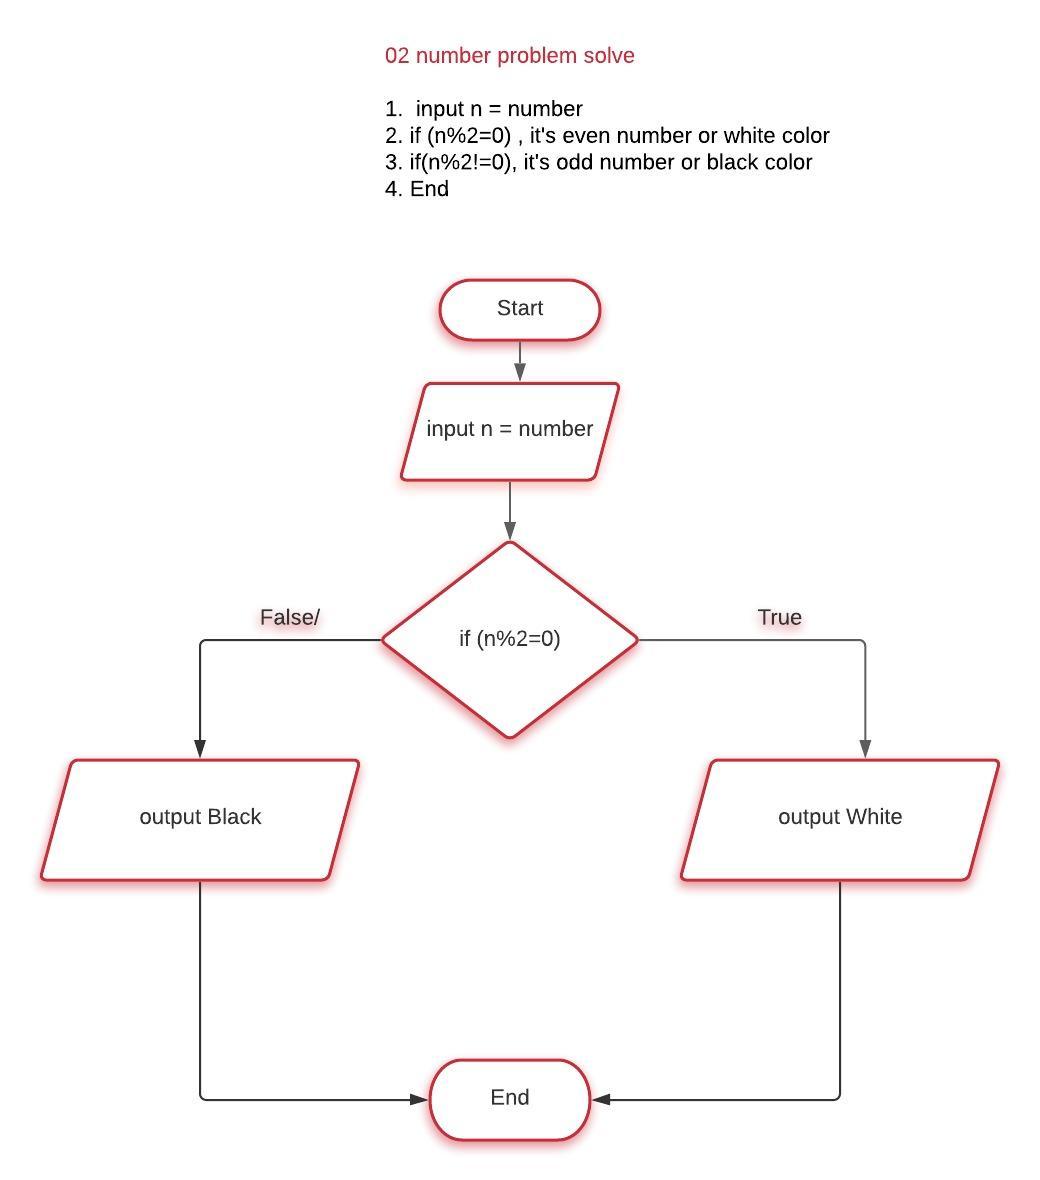 02 number problem solve
1.  input n = number
2. if (n%2=0) , it's even number or white color
3. if(n%2!=0), it's odd number or black color
4. End
Start
input n = number
if (n%2=0)
False/
True
output Black
output White
End